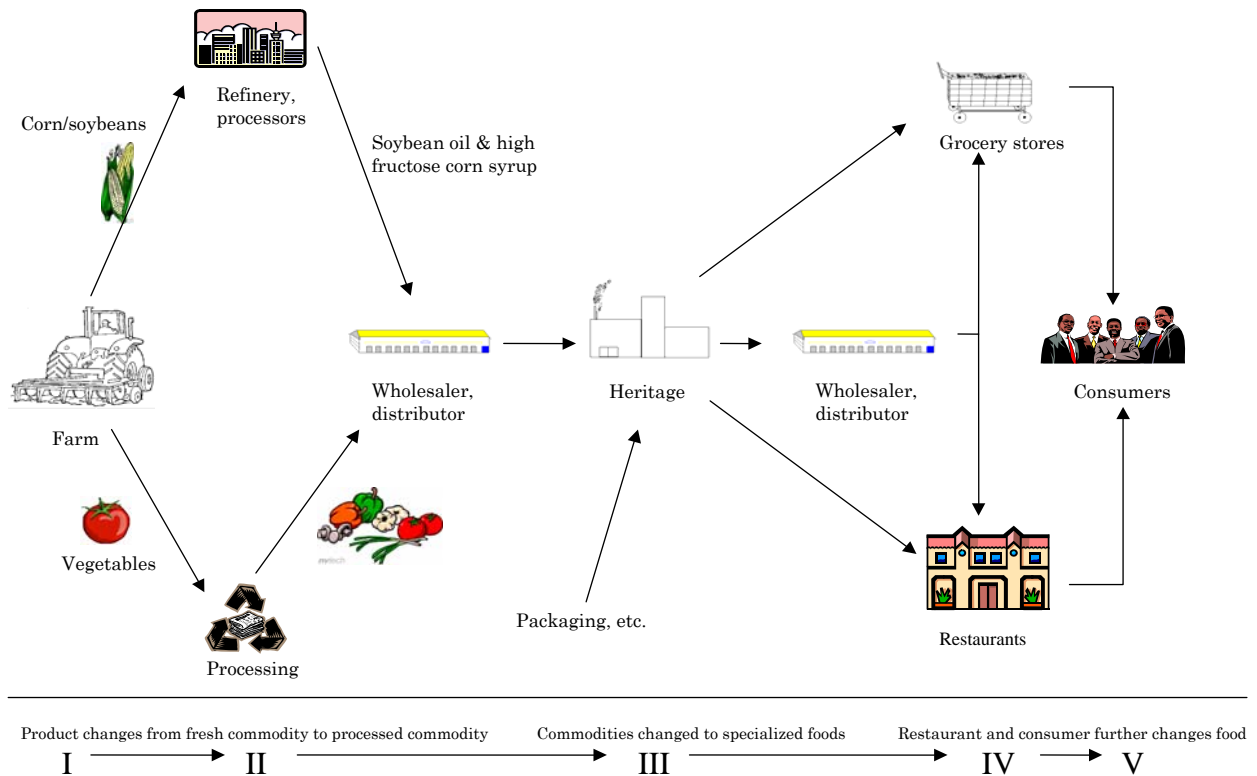 Refinery,
processors
Corn/soybeans
Soybean oil & high
fructose corn syrup
Grocery stores
Farm
Wholesaler,
distributor
Heritage
Wholesaler,
distributor
Consumers
Vegetables
Packaging, etc.
Restaurants
Processing
Product changes from fresh commodity to processed commodity
Commodities changed to specialized foods
Restaurant and consumer further changes food
I II III IV V